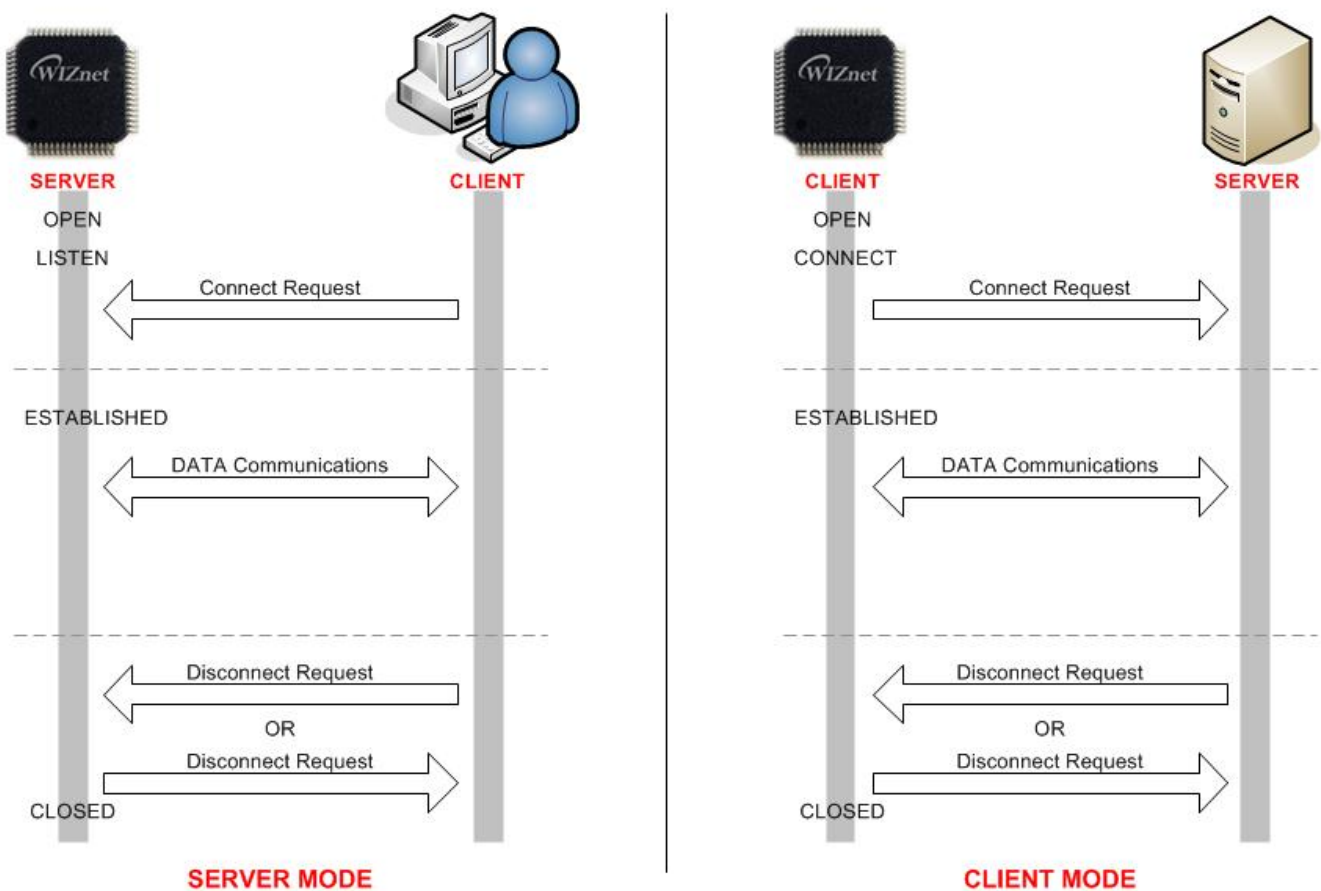 WIZnet
SERVER
CLIENT
OPEN
LISTEN
Connect Request
ESTABLISHED
DATA Communications
Disconnect Request
OR
Disconnect Request
CLOSED
SERVER MODE
WIZnet
CLIENT
SERVER
OPEN
CONNECT
Connect Request
ESTABLISHED
DATA Communications
Disconnect Request
OR
Disconnect Request
CLOSED
CLIENT MODE